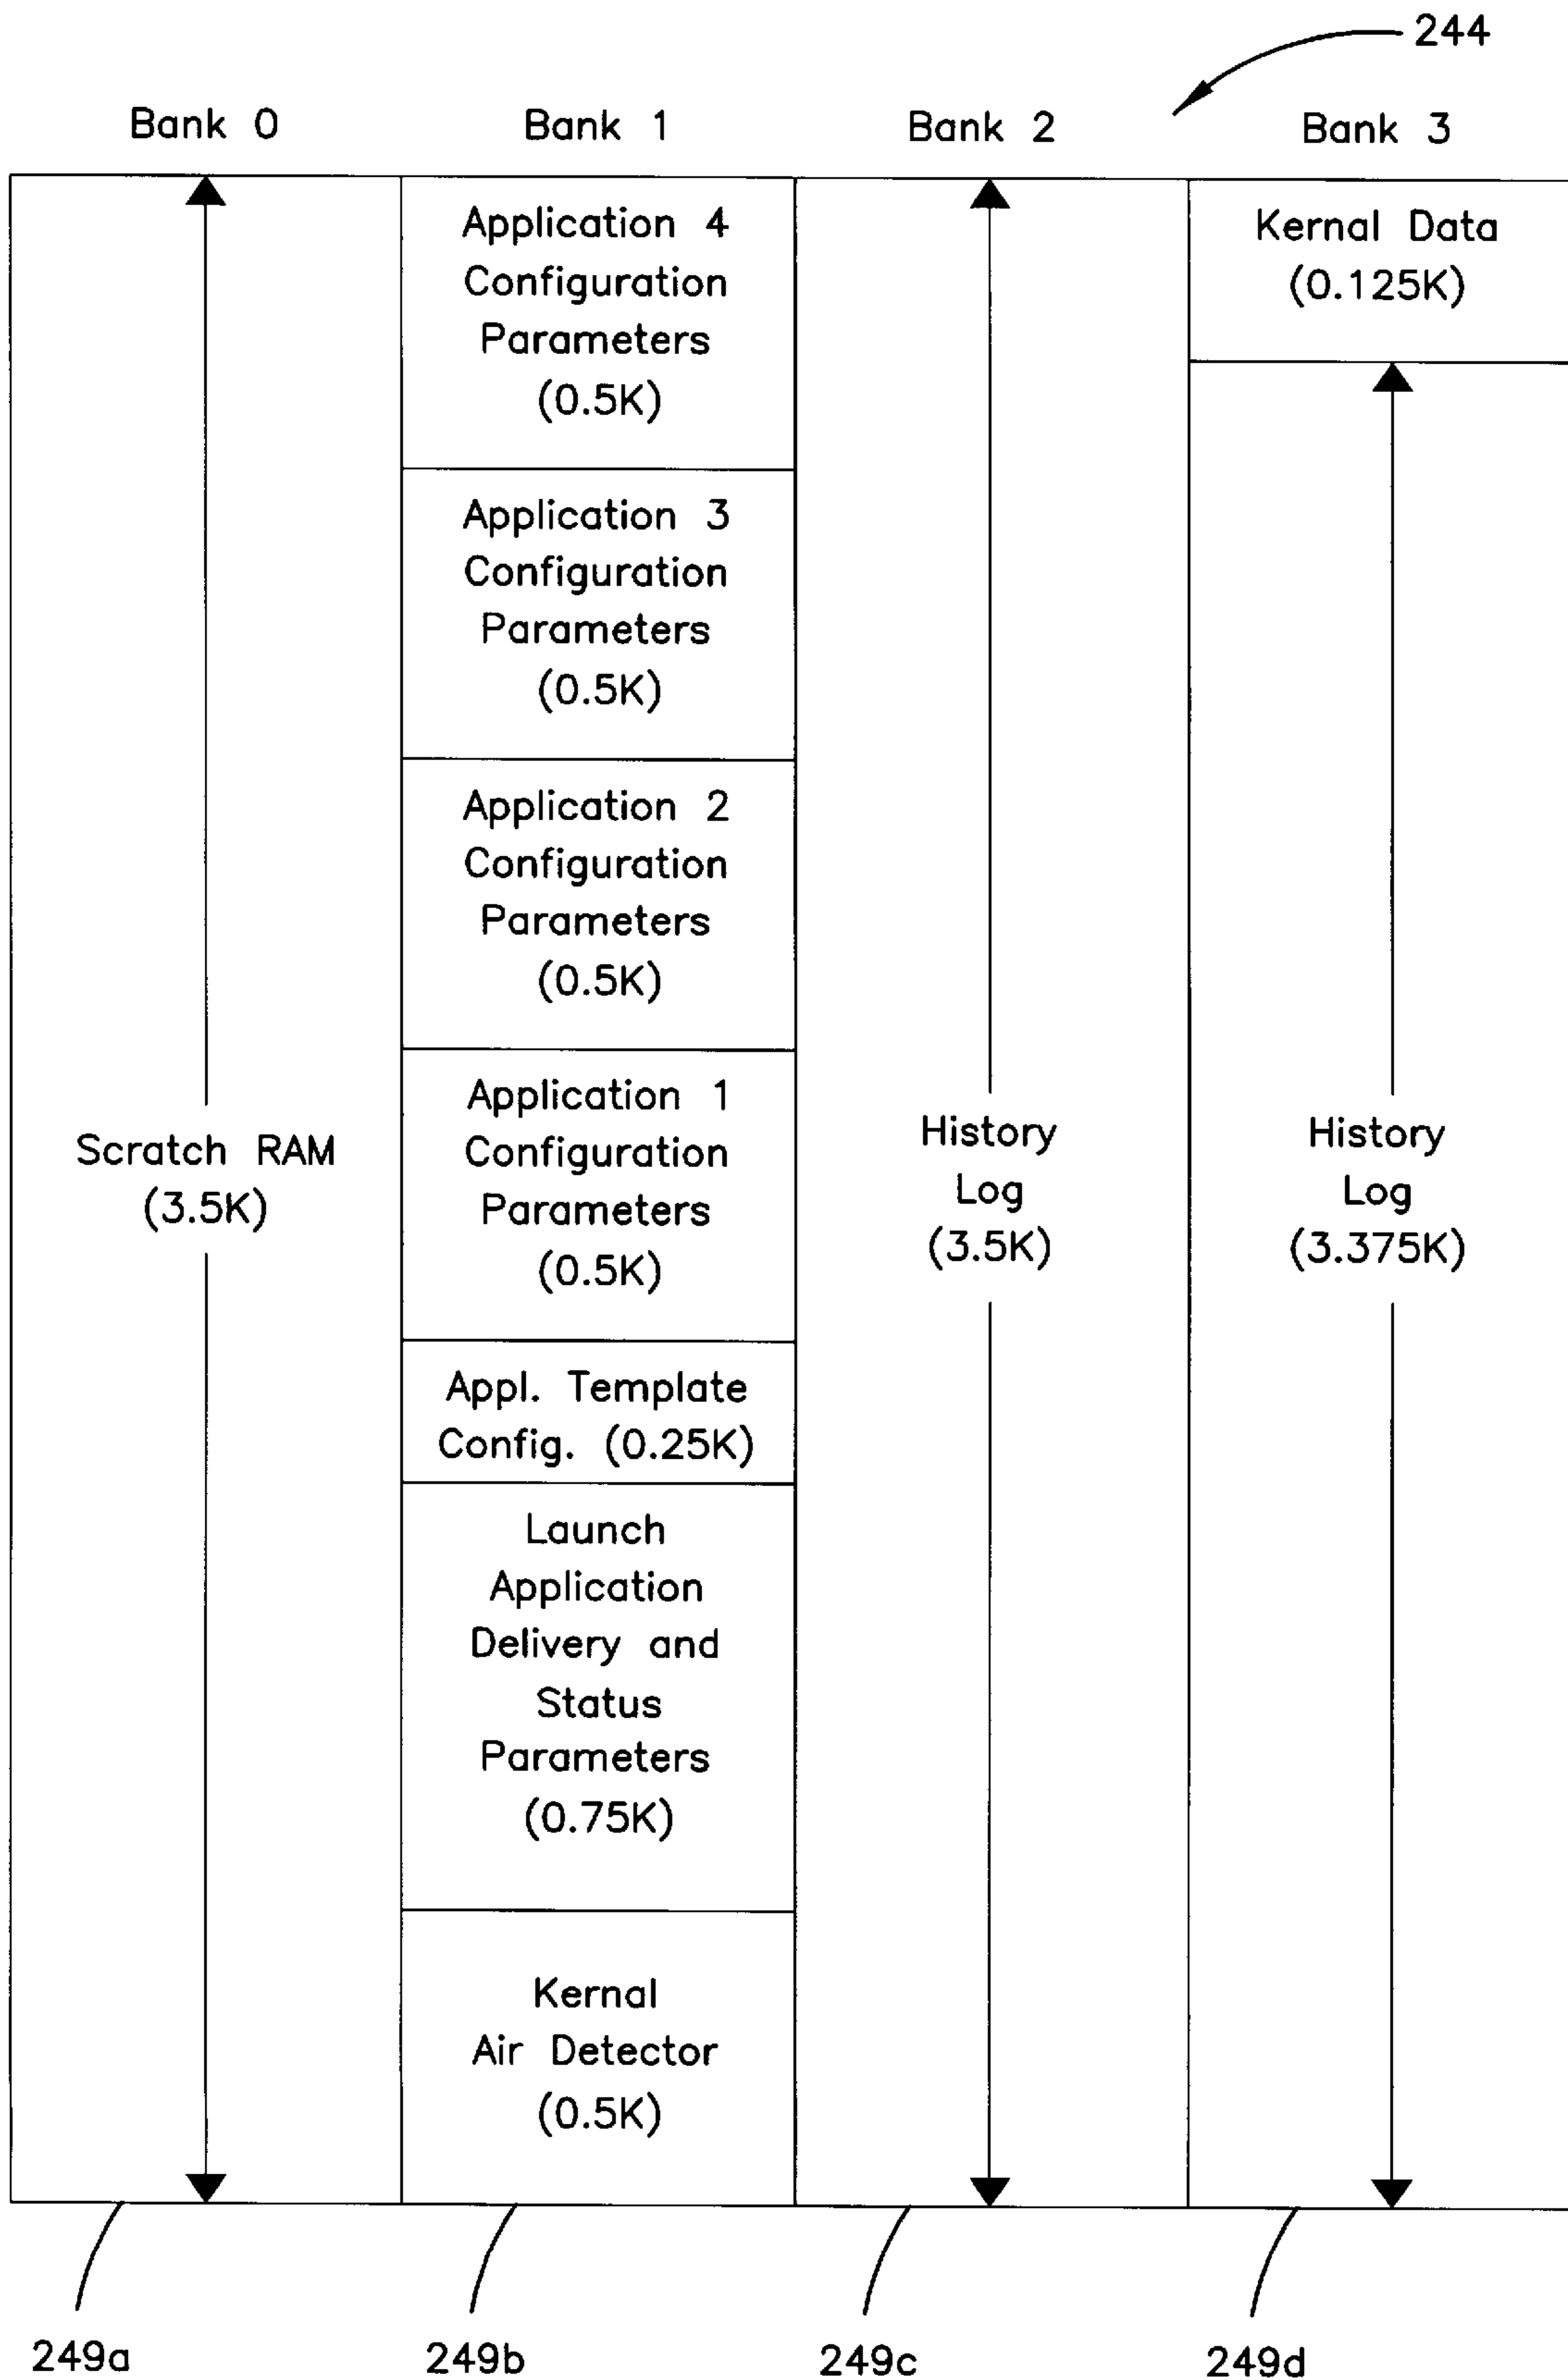 244
Bank 0
Bank 1
Bank 2
Bank 3
Scratch RAM
(3.5K)
Application 4
Configuration
Parameters
(0.5K)
Application 3
Configuration
Parameters
(0.5K)
Application 2
Configuration
Parameters
(0.5K)
Application 1
Configuration
Parameters
(0.5K)
Appl. Template
Config. (0.25K)
Launch
Application
Delivery and
Status
Parameters
(0.75K)
Kernal
Air Detector
(0.5K)
History
Log
(3.5K)
Kernal Data
(0.125K)
History
Log
(3.375K)
249a
249b
249c
249d